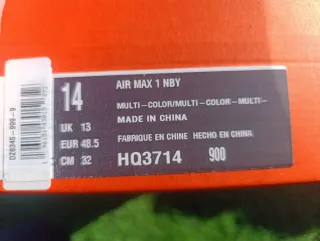 14
UK 13
EUR 48.5
CM 32
AIR MAX 1 NBY
MULTI-COLOR/MULTI-COLOR-MULTI-
MADE IN CHINA
FABRIQUE EN CHINE HECHO EN CHINA
HQ3714 900